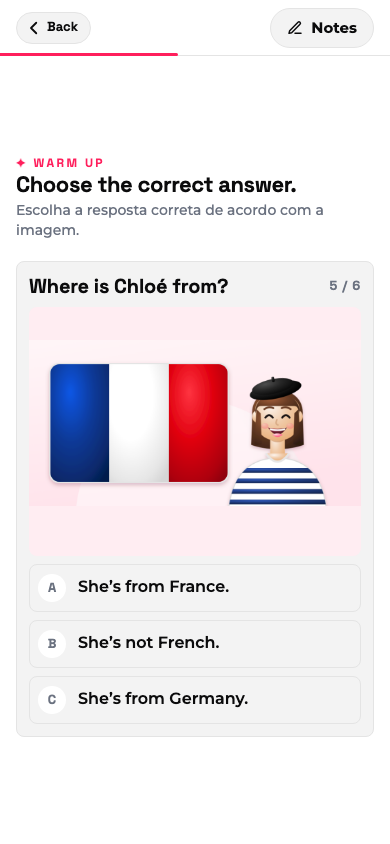 Back
Notes
WARM UP
Choose the correct answer.
Escolha a resposta correta de acordo com a
imagem.
Where is Chloé from?
5 / 6
A
She's from France.
B
She's not French.
C
She's from Germany.